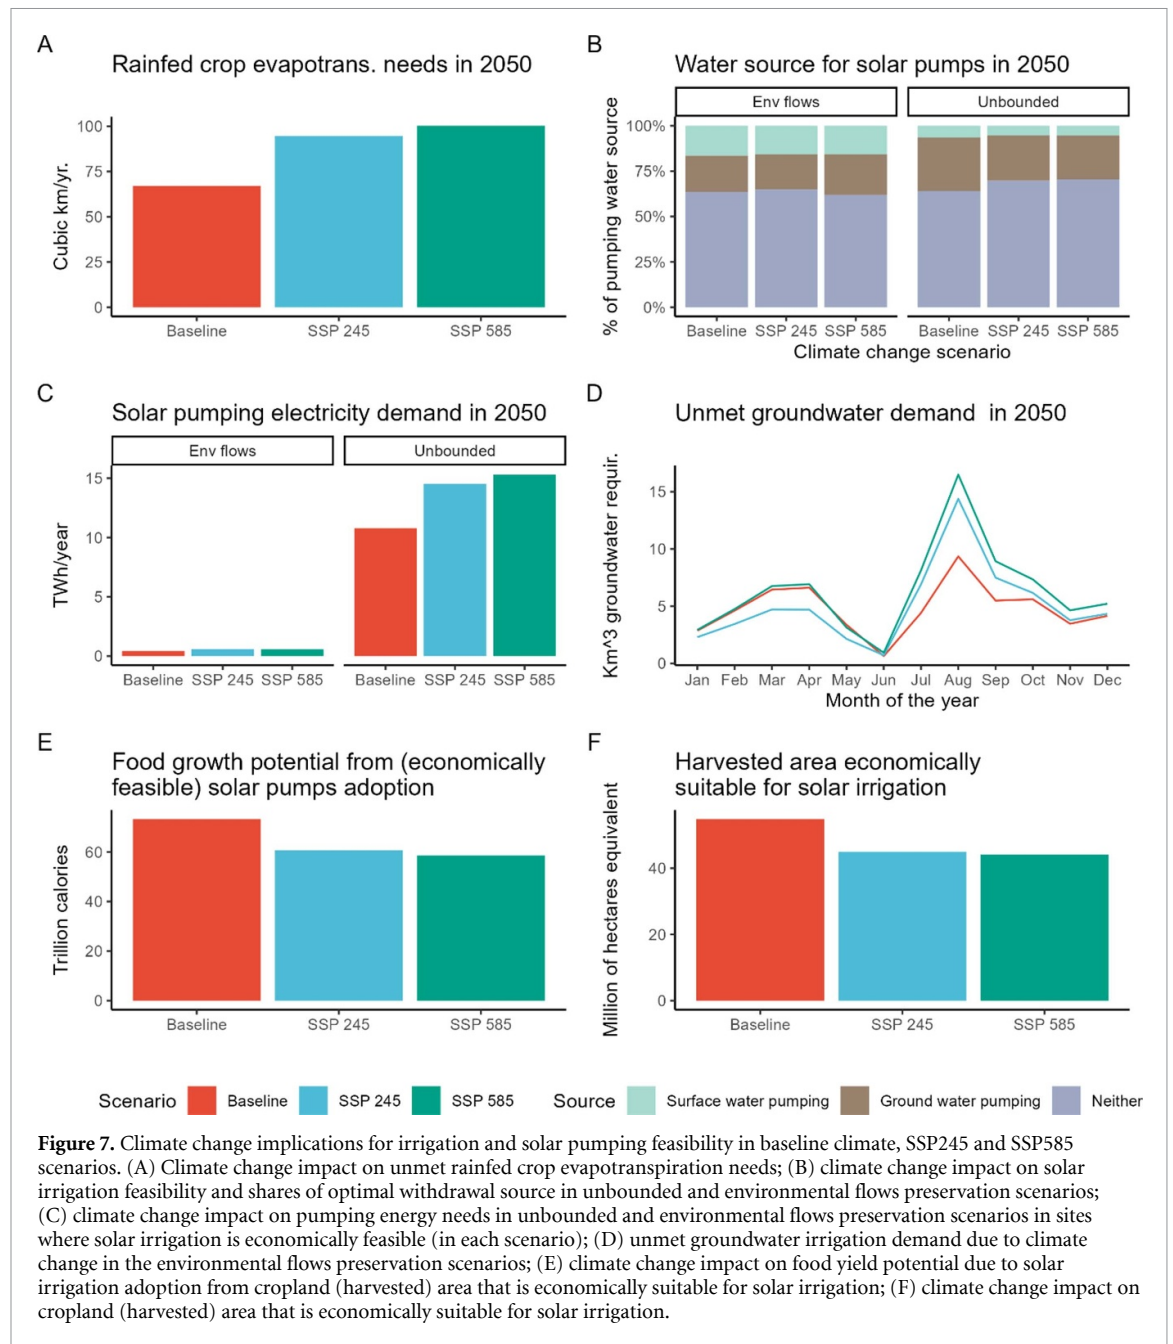 A
Rainfed crop evapotrans. needs in 2050
Cubic km/yr.
100
75
50
25
0
Baseline SSP 245 SSP 585
B
Water source for solar pumps in 2050
Env flows Unbounded
% of pumping water source
100%
75%
50%
25%
0%
Baseline SSP 245 SSP 585 Baseline SSP 245 SSP 585
Climate change scenario
C
Solar pumping electricity demand in 2050
Env flows Unbounded
TWh/year
15
10
5
0
Baseline SSP 245 SSP 585 Baseline SSP 245 SSP 585
D
Unmet groundwater demand in 2050
Km^3 groundwater requir.
15
10
5
0
Jan Feb Mar Apr May Jun Jul Aug Sep Oct Nov Dec
Month of the year
E
Food growth potential from (economically
feasible) solar pumps adoption
Trillion calories
60
40
20
0
Baseline SSP 245 SSP 585
F
Harvested area economically
suitable for solar irrigation
Million of hectares equivalent
40
20
0
Baseline SSP 245 SSP 585
Scenario Baseline SSP 245 SSP 585 Source Surface water pumping Ground water pumping Neither
Figure 7. Climate change implications for irrigation and solar pumping feasibility in baseline climate, SSP245 and SSP585
scenarios. (A) Climate change impact on unmet rainfed crop evapotranspiration needs; (B) climate change impact on solar
irrigation feasibility and shares of optimal withdrawal source in unbounded and environmental flows preservation scenarios;
(C) climate change impact on pumping energy needs in unbounded and environmental flows preservation scenarios in sites
where solar irrigation is economically feasible (in each scenario); (D) unmet groundwater irrigation demand due to climate
change in the environmental flows preservation scenarios; (E) climate change impact on food yield potential due to solar
irrigation adoption from cropland (harvested) area that is economically suitable for solar irrigation; (F) climate change impact on
cropland (harvested) area that is economically suitable for solar irrigation.